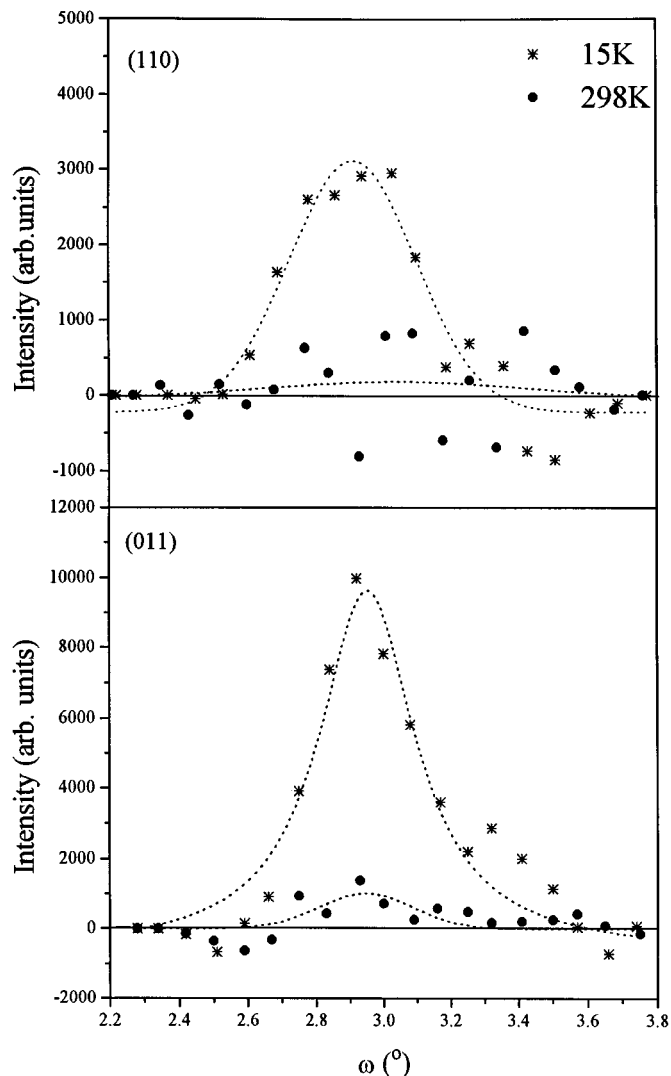 5000
(110)
15K
298K
4000
3000
2000
1000
0
-1000
Intensity (arb.units)
12000
(011)
10000
8000
6000
4000
2000
0
-2000
Intensity (arb. units)
2.2 2.4 2.6 2.8 3.0 3.2 3.4 3.6 3.8
ω (°)